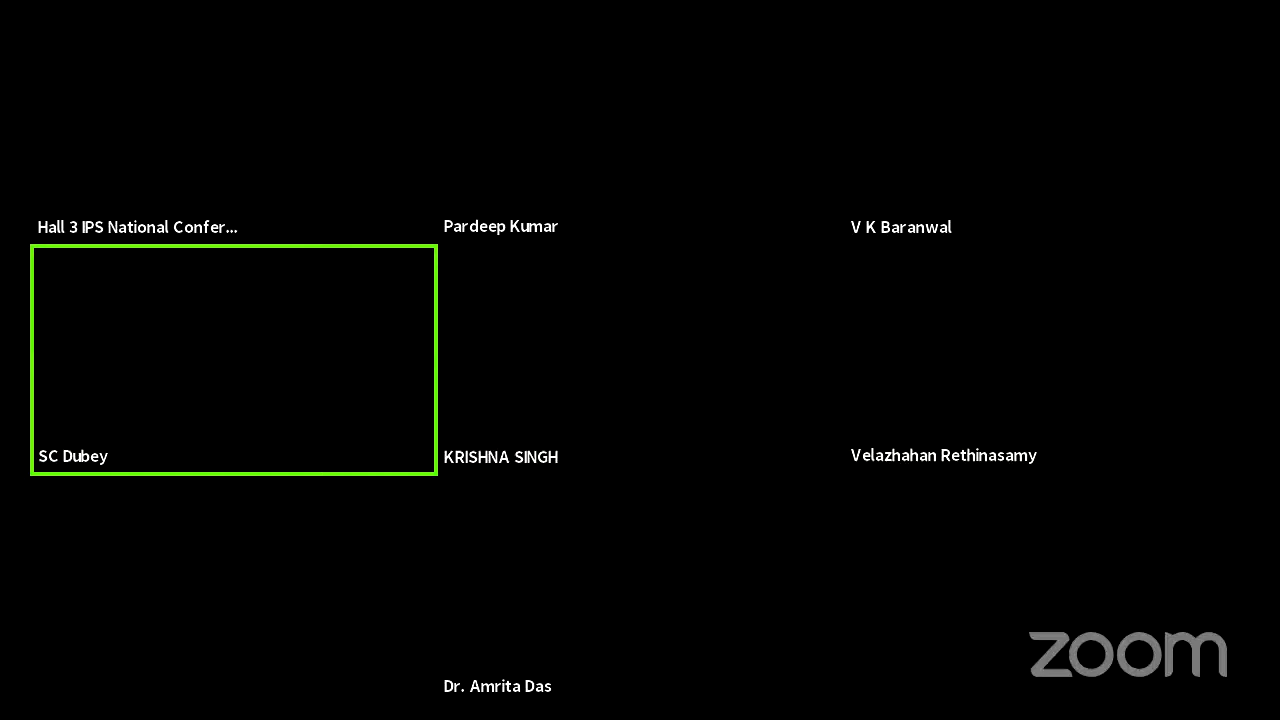 Hall 3 IPS National Confer...
Pardeep Kumar
V K Baranwal
SC Dubey
KRISHNA SINGH
Velazhahan Rethinasamy
Dr. Amrita Das
zoom